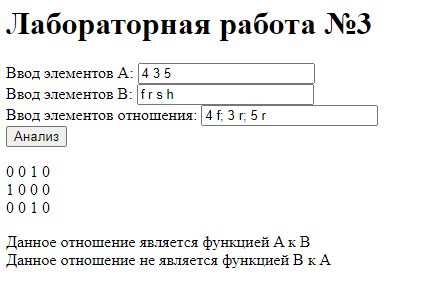 Лабораторная работа №3
Ввод элементов A: 4 3 5
Ввод элементов B: f r s h
Ввод элементов отношения: 4 f; 3 r; 5 r
Анализ
0 0 1 0
1 0 0 0
0 0 1 0
Данное отношение является функцией A к B
Данное отношение не является функцией B к A